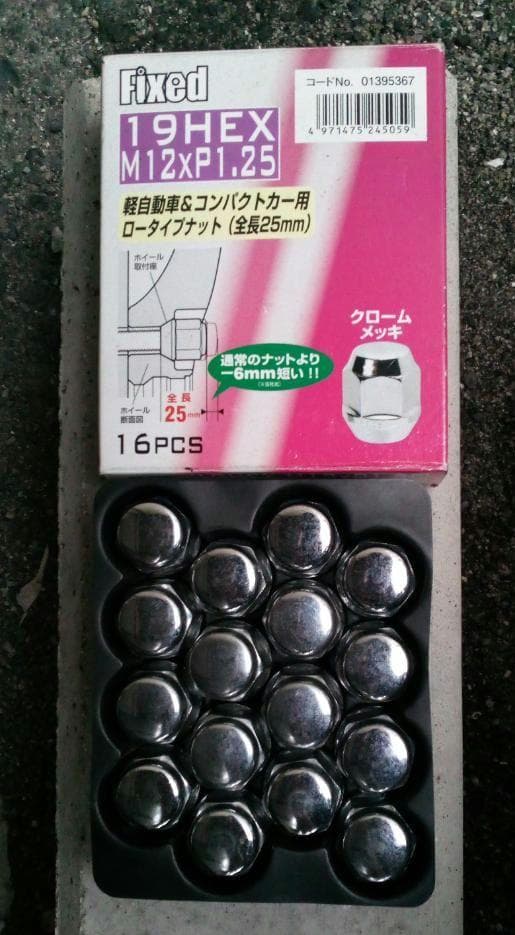 Fixed
コードNo. 01395367
4 971475 245059
19HEX
M12xP1.25
軽自動車&コンパクトカー用
ロータイプナット(全長25mm)
ホイール
取付座
クローム
メッキ
通常のナットより
−6mm短い!!
全長
25mm
ホイール
断面図
16PCS